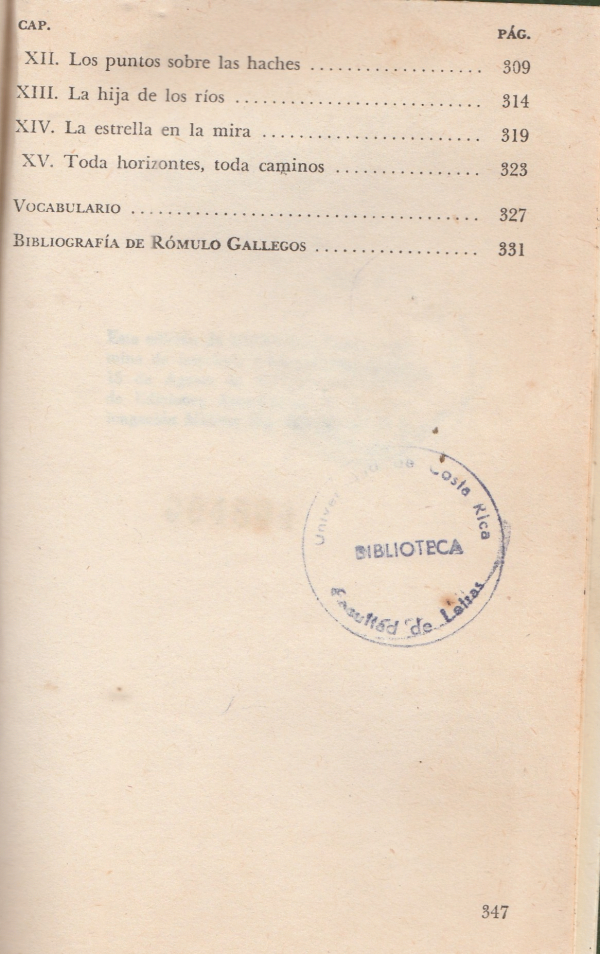 CAP. PÁG.
XII. Los puntos sobre las haches .................. 309
XIII. La hija de los ríos .......................... 314
XIV. La estrella en la mira ....................... 319
XV. Toda horizontes, toda caminos ............... 323
VOCABULARIO .................................... 327
BIBLIOGRAFÍA DE RÓMULO GALLEGOS .................. 331
Costa Rica
BIBLIOTECA
Facultad de Letras
347